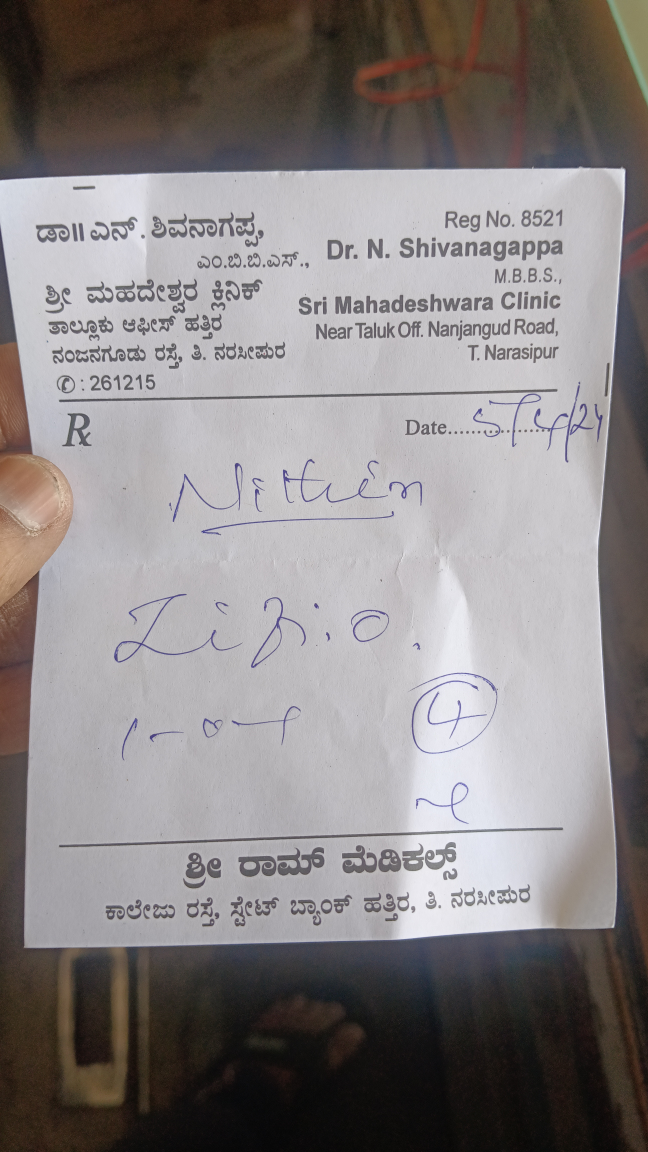 ಡಾ॥ ಎನ್. ಶಿವನಾಗಪ್ಪ,
ಎಂ.ಬಿ.ಬಿ.ಎಸ್.,
ಶ್ರೀ ಮಹದೇಶ್ವರ ಕ್ಲಿನಿಕ್
ತಾಲ್ಲೂಕು ಆಫೀಸ್ ಹತ್ತಿರ
ನಂಜನಗೂಡು ರಸ್ತೆ, ತಿ. ನರಸೀಪುರ
✆ : 261215
Reg No. 8521
Dr. N. Shivanagappa
M.B.B.S.,
Sri Mahadeshwara Clinic
Near Taluk Off. Nanjangud Road,
T. Narasipur
℞
Date.................... 5/4/24
Nithin
1-0-1
4
ಶ್ರೀ ರಾಮ್ ಮೆಡಿಕಲ್ಸ್
ಕಾಲೇಜು ರಸ್ತೆ, ಸ್ಟೇಟ್ ಬ್ಯಾಂಕ್ ಹತ್ತಿರ, ತಿ. ನರಸೀಪುರ